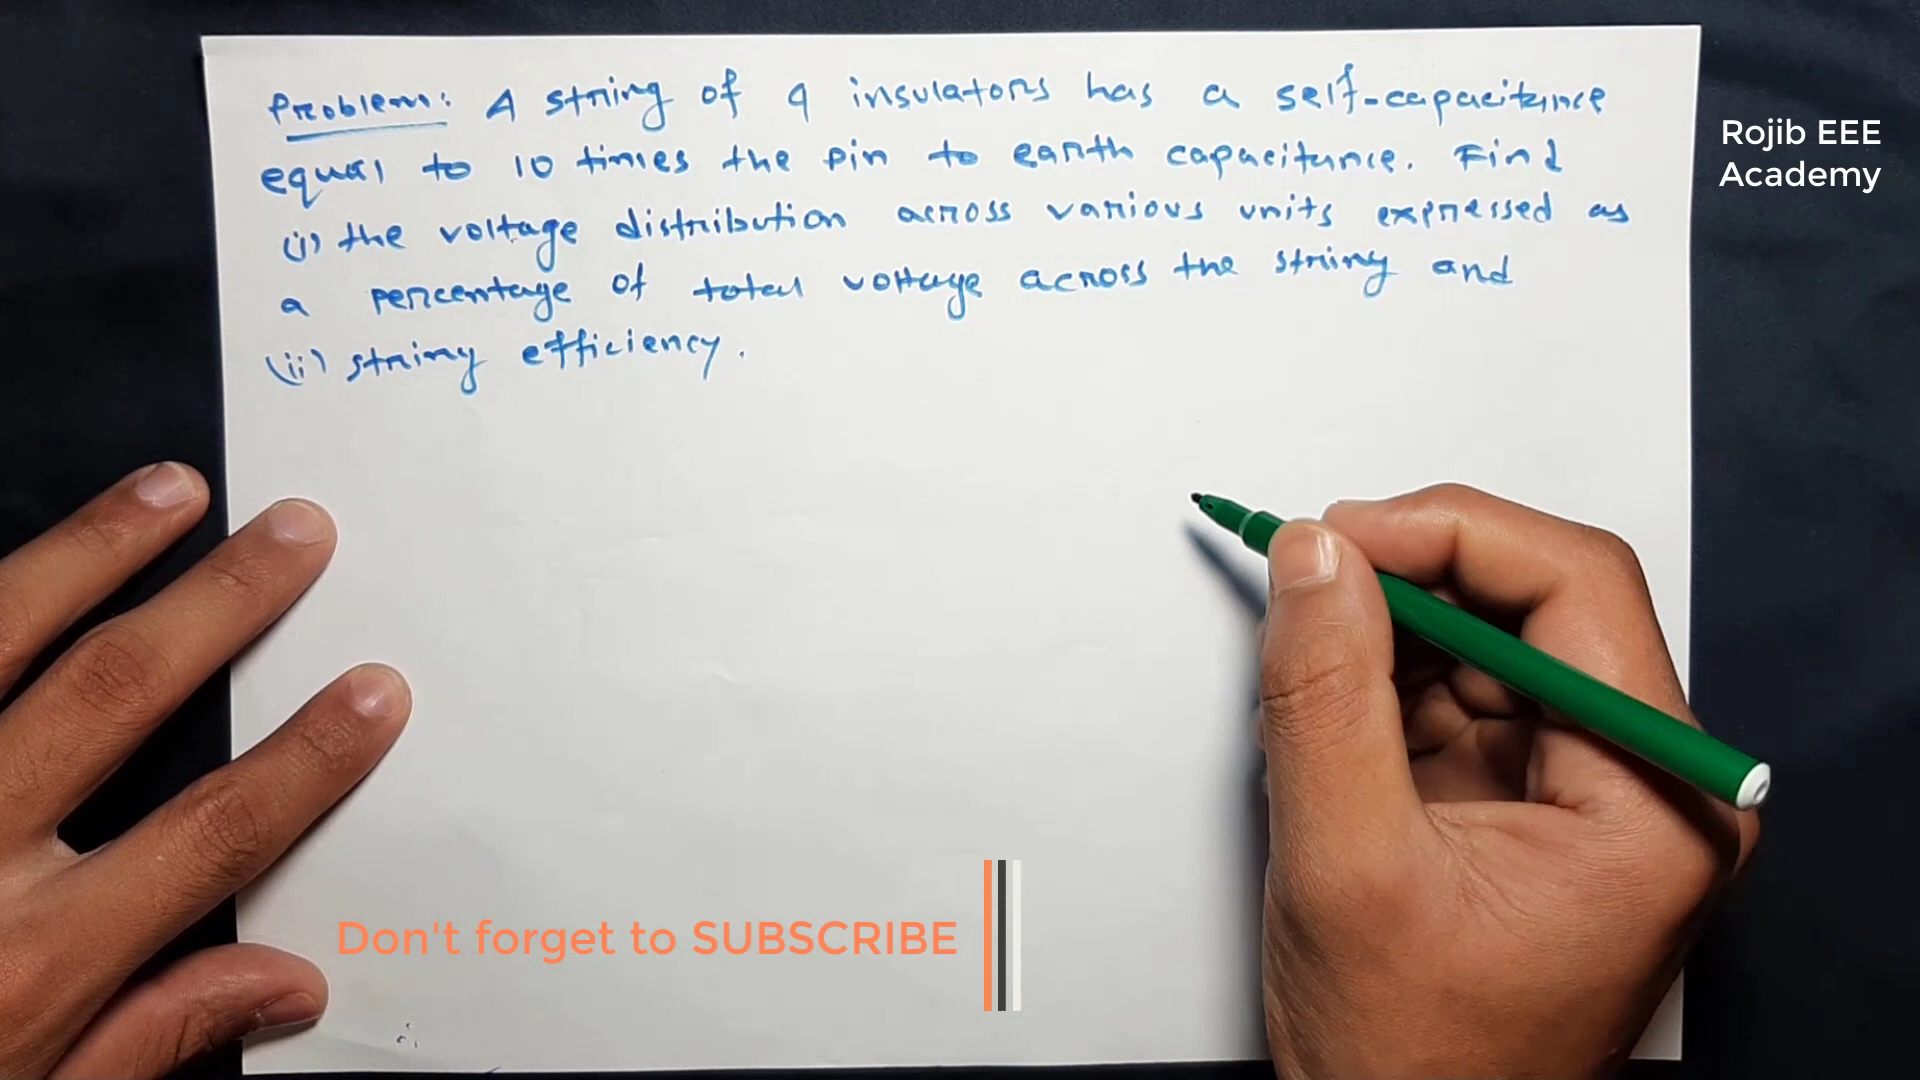 Problem: A string of 4 insulators has a self-capacitance
equal to 10 times the pin to earth capacitance. Find
(i) the voltage distribution across various units expressed as
a percentage of total voltage across the string and
(ii) string efficiency.
Rojib EEE
Academy
Don't forget to SUBSCRIBE